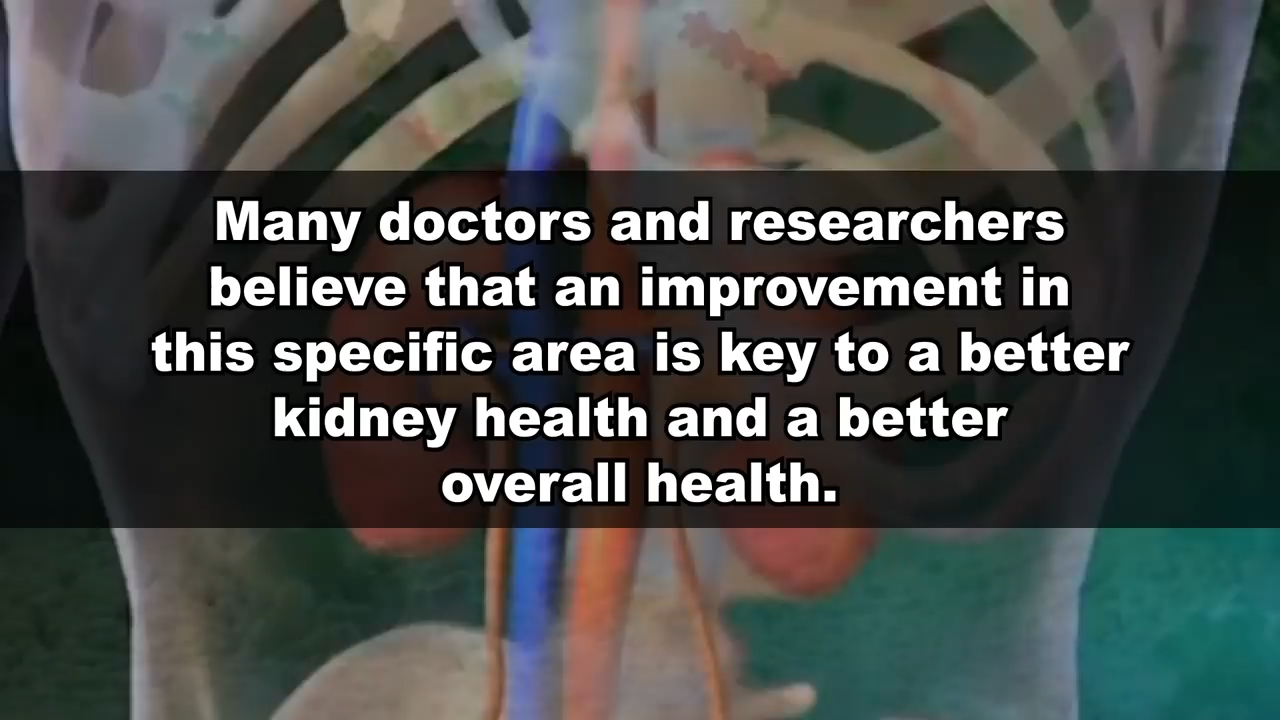 Many doctors and researchers
believe that an improvement in
this specific area is key to a better
kidney health and a better
overall health.